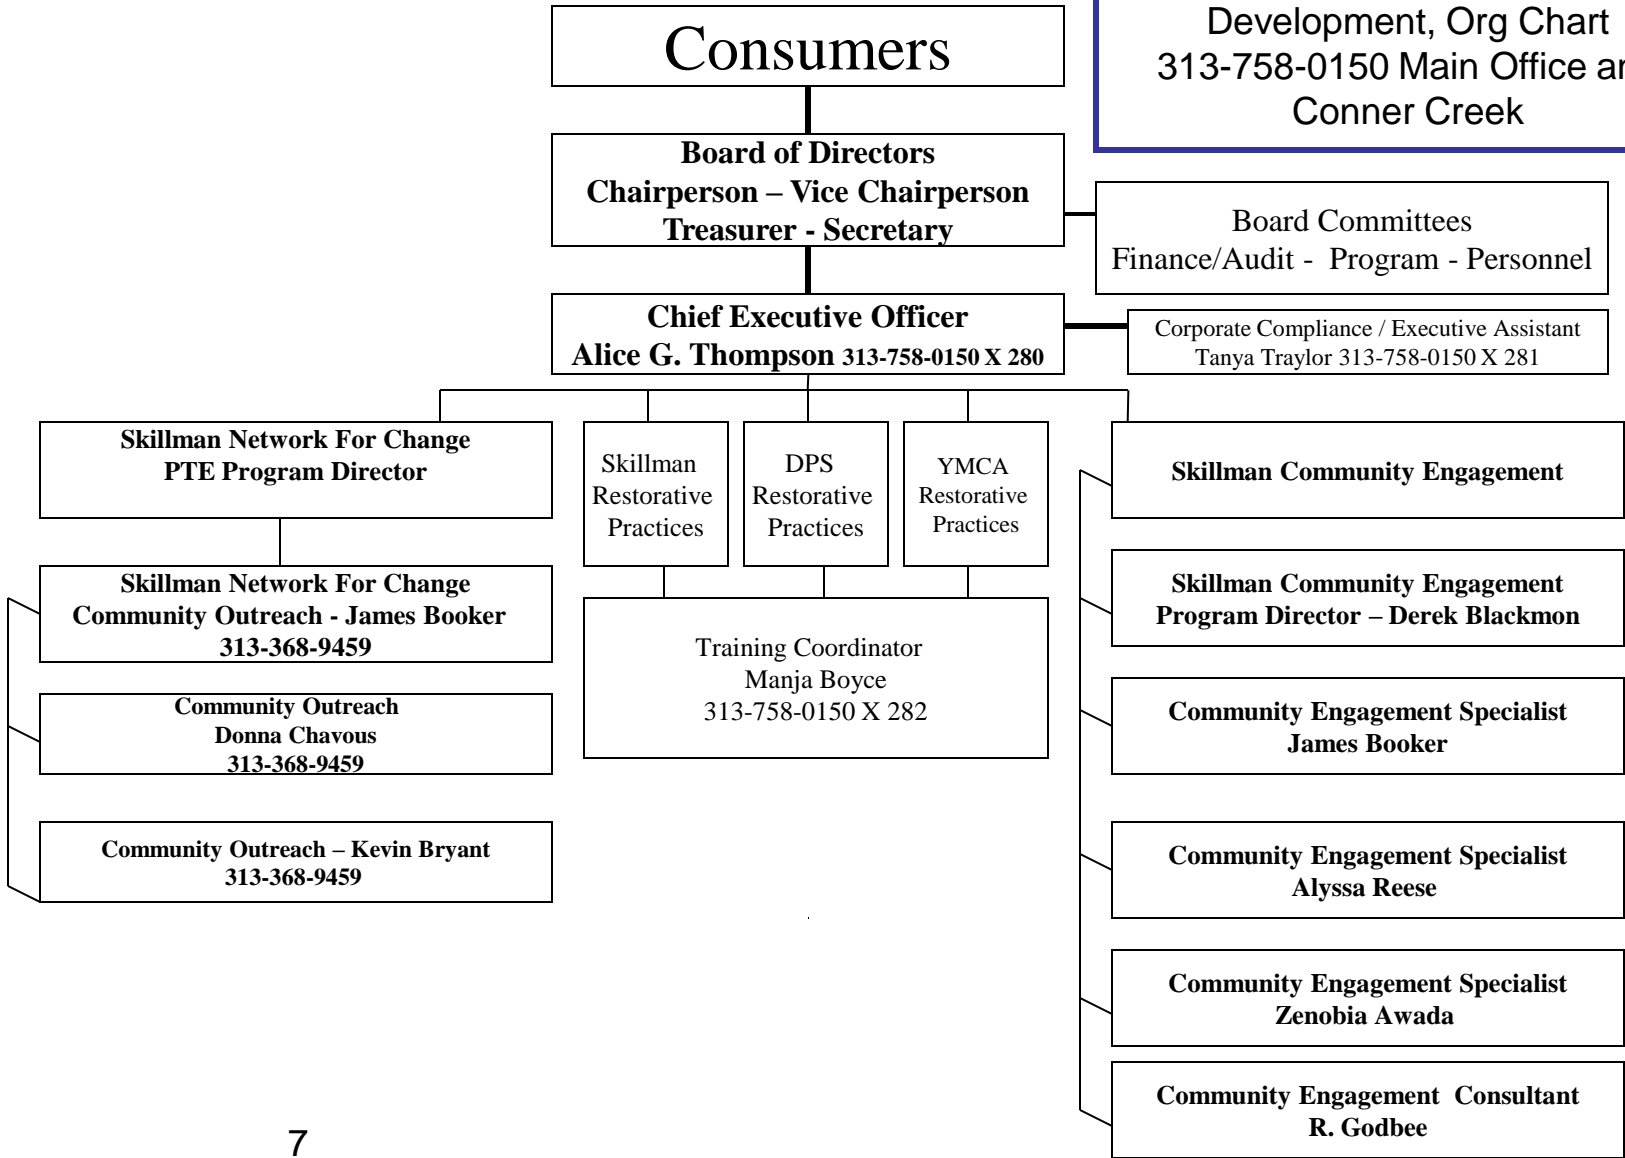 Development, Org Chart
313-758-0150 Main Office
Conner Creek
Consumers
Board of Directors
Chairperson – Vice Chairperson
Treasurer - Secretary
Board Committees
Finance/Audit - Program - Personnel
Chief Executive Officer
Alice G. Thompson 313-758-0150 X 280
Corporate Compliance / Executive Assistant
Tanya Traylor 313-758-0150 X 281
Skillman Network For Change
PTE Program Director
Skillman
Restorative
Practices
DPS
Restorative
Practices
YMCA
Restorative
Practices
Skillman Community Engagement
Skillman Network For Change
Community Outreach - James Booker
313-368-9459
Community Outreach
Donna Chavous
313-368-9459
Community Outreach – Kevin Bryant
313-368-9459
Training Coordinator
Manja Boyce
313-758-0150 X 282
Skillman Community Engagement
Program Director – Derek Blackmon
Community Engagement Specialist
James Booker
Community Engagement Specialist
Alyssa Reese
Community Engagement Specialist
Zenobia Awada
Community Engagement Consultant
R. Godbee
7